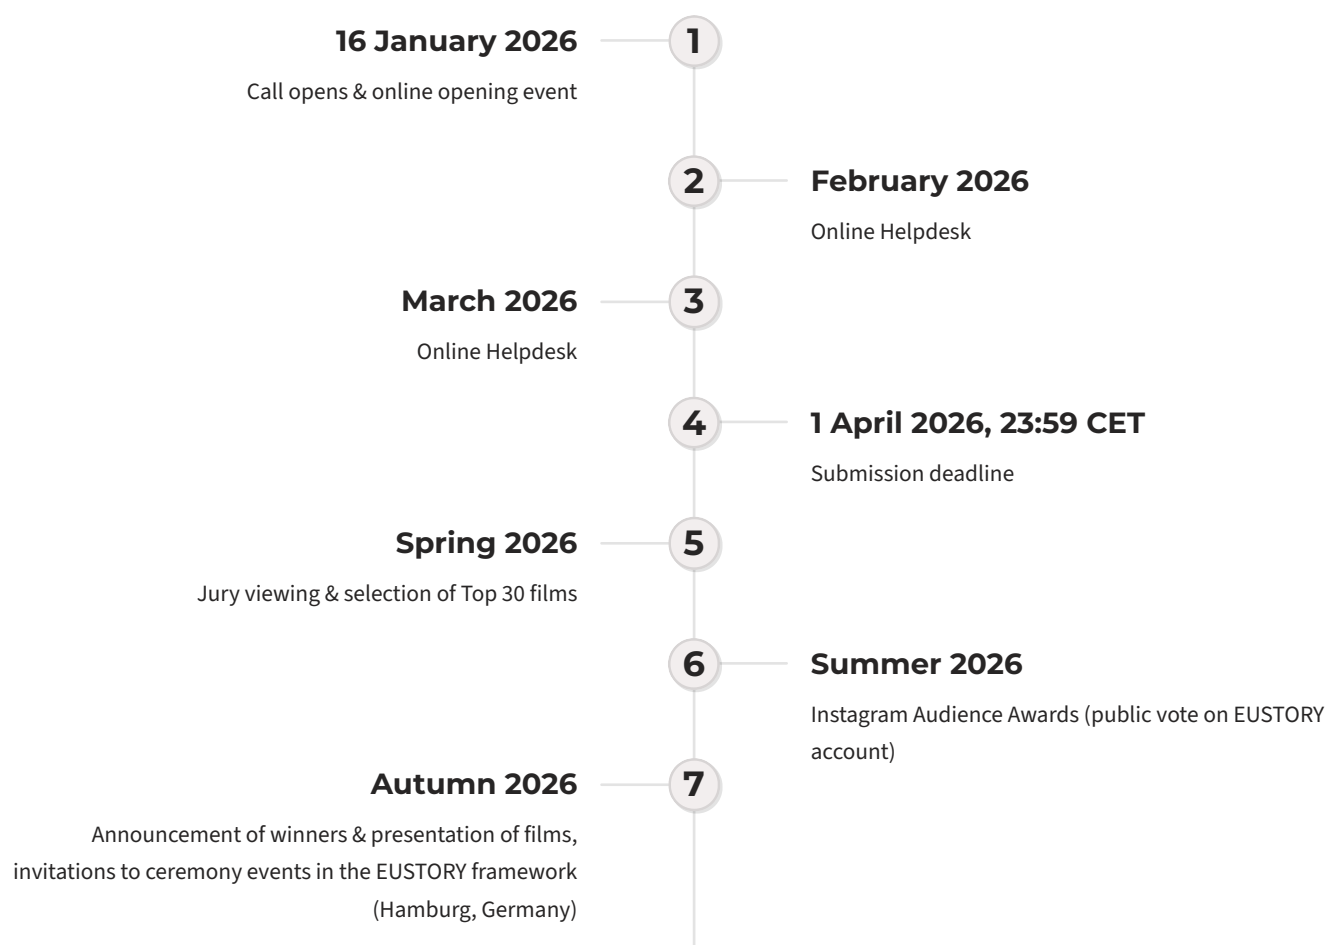 16 January 2026
1
Call opens & online opening event
2
February 2026
Online Helpdesk
March 2026
3
Online Helpdesk
4
1 April 2026, 23:59 CET
Submission deadline
Spring 2026
5
Jury viewing & selection of Top 30 films
6
Summer 2026
Instagram Audience Awards (public vote on EUSTORY
account)
Autumn 2026
7
Announcement of winners & presentation of films,
invitations to ceremony events in the EUSTORY framework
(Hamburg, Germany)